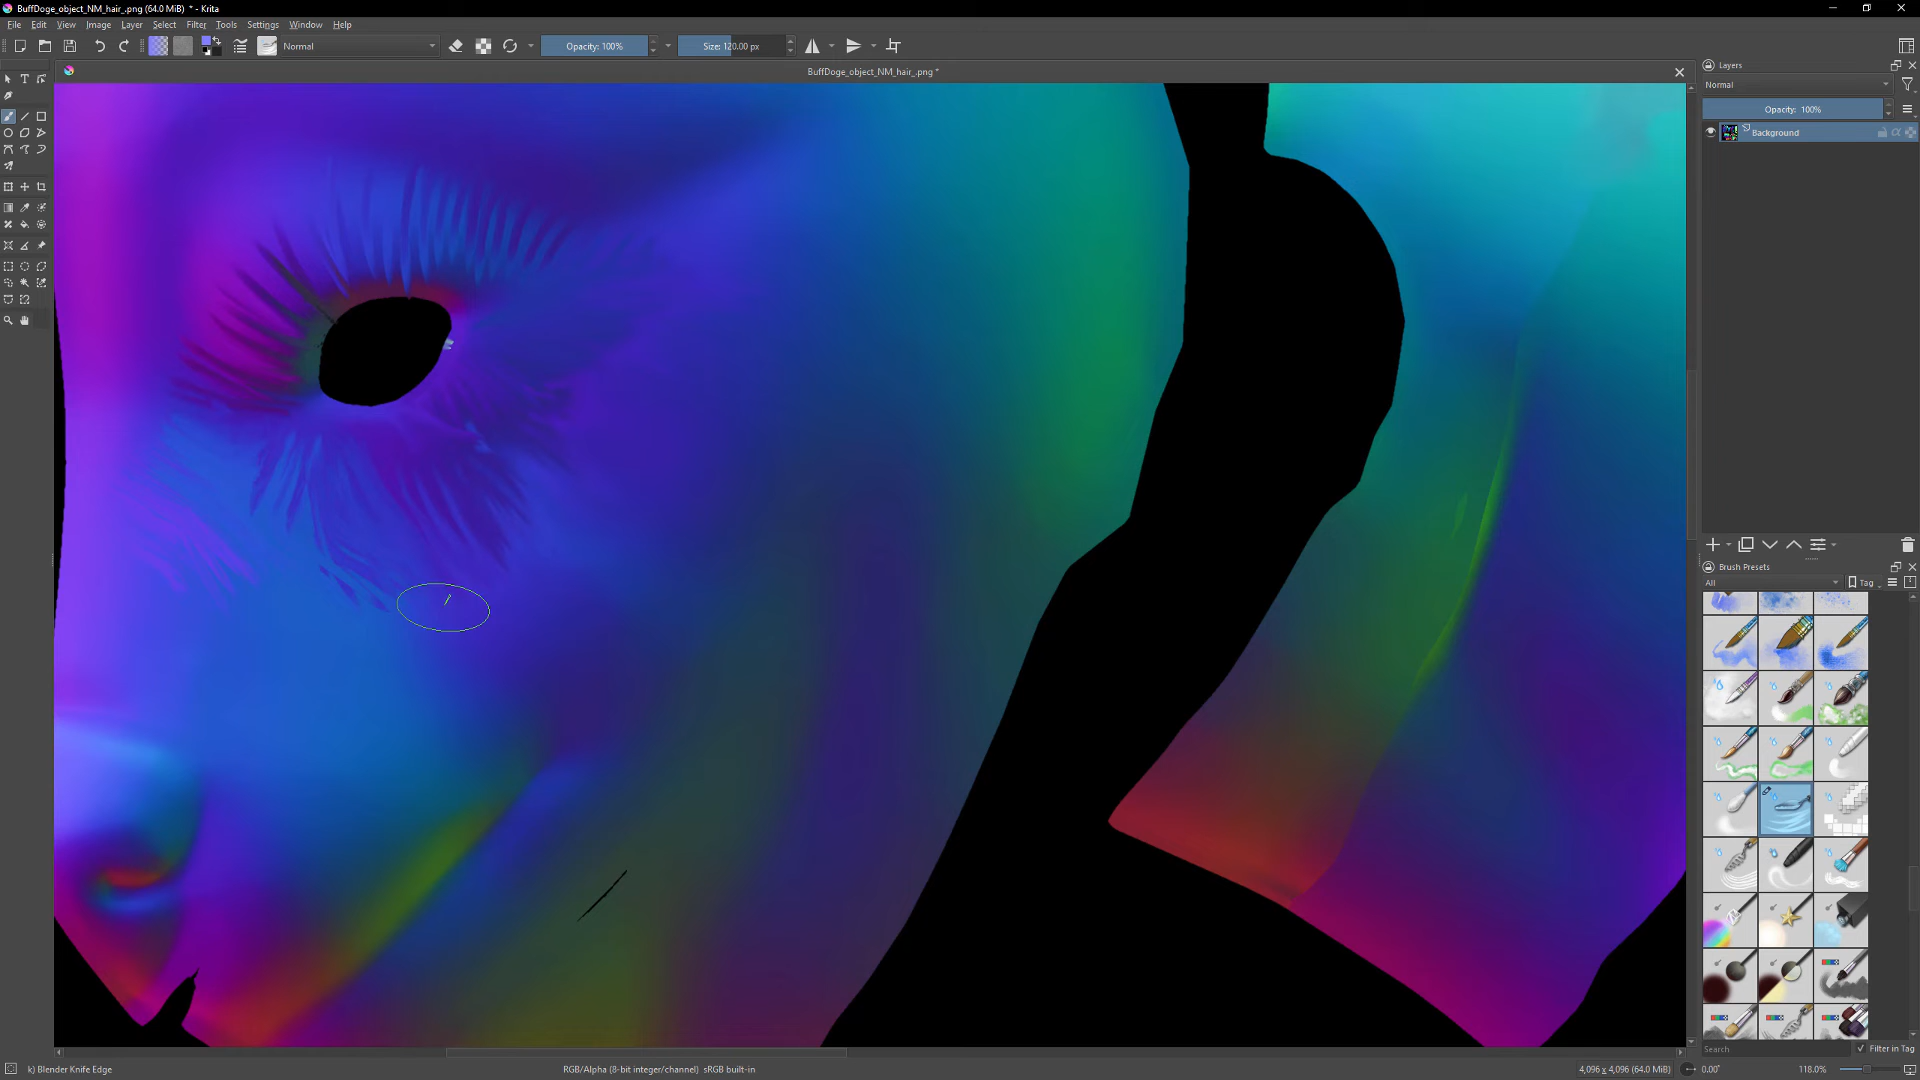 BuffDoge_object_NM_hair_.png (64.0 MiB) * - Krita
File Edit View Image Layer Select Filter Tools Settings Window Help
Normal
Opacity: 100%
Size: 120.00 px
BuffDoge_object_NM_hair_.png *
Layers
Normal
Opacity: 100%
Background
Brush Presets
All
Tag
Search
Filter in Tag
k) Blender Knife Edge
RGB/Alpha (8-bit integer/channel) sRGB built-in
4,096 x 4,096 (64.0 MiB)
0.00°
118.0%